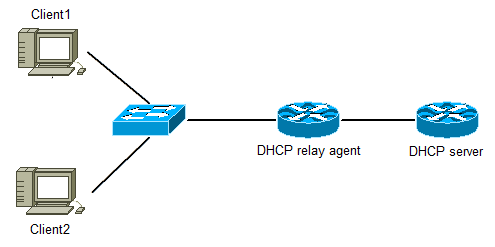 Client1
DHCP relay agent
DHCP server
Client2